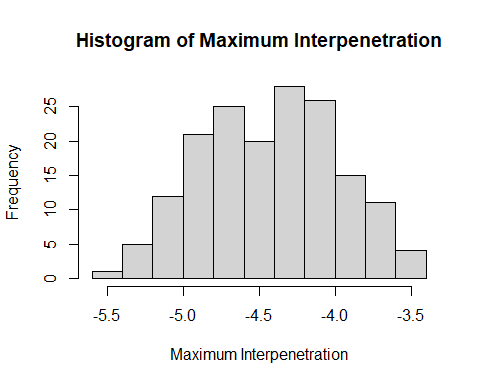 Histogram of Maximum Interpenetration
Frequency
25
20
15
10
5
0
-5.5 -5.0 -4.5 -4.0 -3.5
Maximum Interpenetration